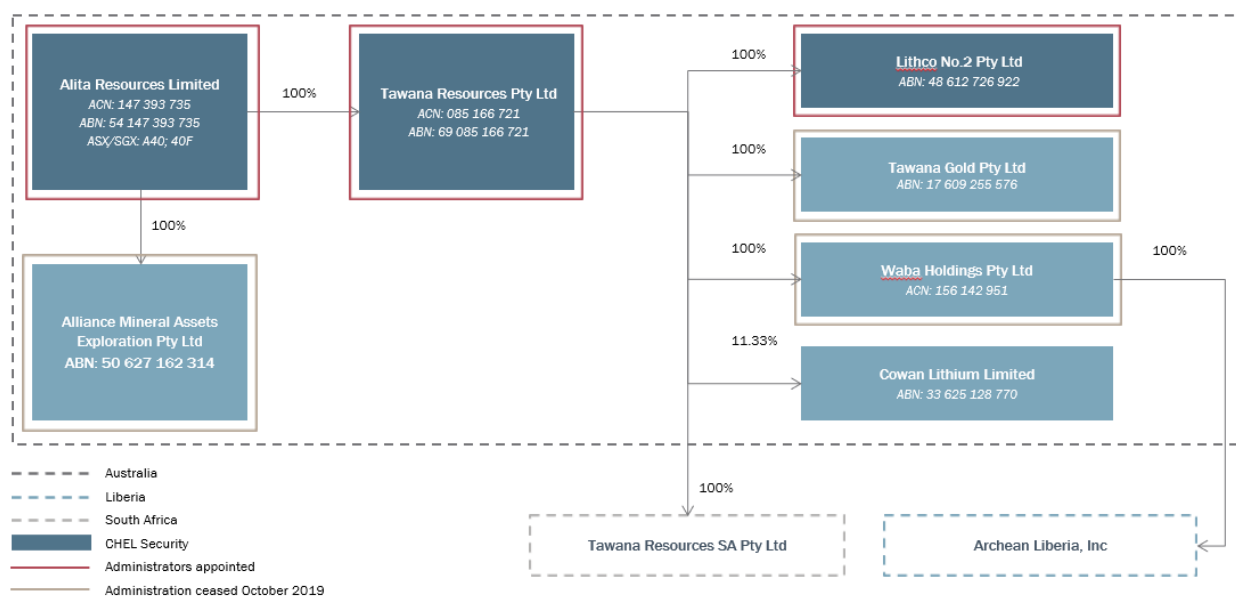 Alita Resources Limited
ACN: 147 393 735
ABN: 54 147 393 735
ASX/SGX: A40; 40F
100%
Tawana Resources Pty Ltd
ACN: 085 166 721
ABN: 69 085 166 721
100%
Lithco No.2 Pty Ltd
ABN: 48 612 726 922
100%
Tawana Gold Pty Ltd
ABN: 17 609 255 576
100%
Waba Holdings Pty Ltd
ACN: 156 142 951
100%
11.33%
Cowan Lithium Limited
ABN: 33 625 128 770
100%
Alliance Mineral Assets
Exploration Pty Ltd
ABN: 50 627 162 314
Australia
Liberia
South Africa
CHEL Security
Administrators appointed
Administration ceased October 2019
100%
Tawana Resources SA Pty Ltd
Archean Liberia, Inc